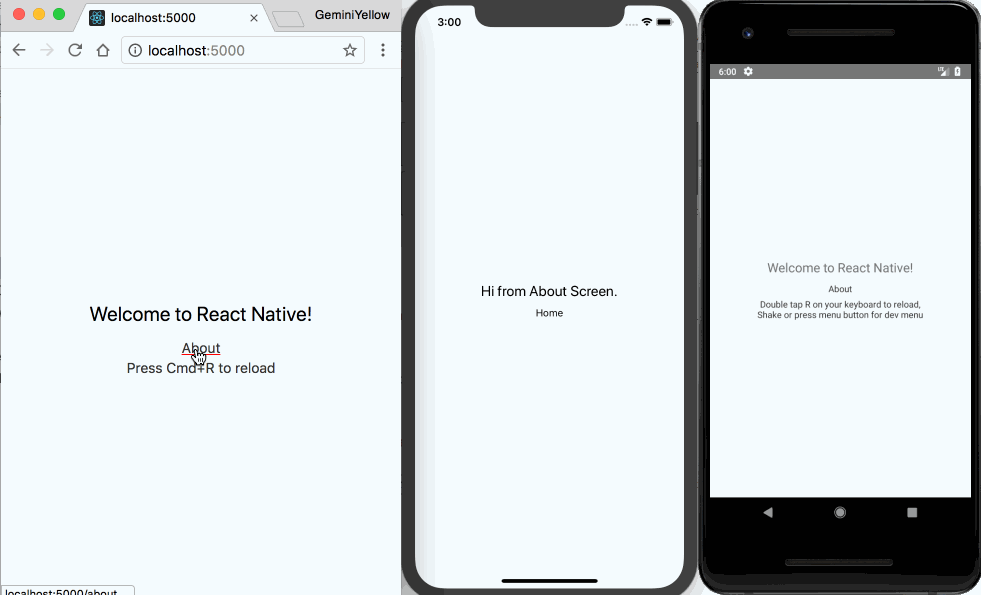 localhost:5000
GeminiYellow
localhost:5000
Welcome to React Native!
About
Press Cmd+R to reload
localhost:5000/about
3:00
Hi from About Screen.
Home
6:00
LTE
Welcome to React Native!
About
Double tap R on your keyboard to reload,
Shake or press menu button for dev menu